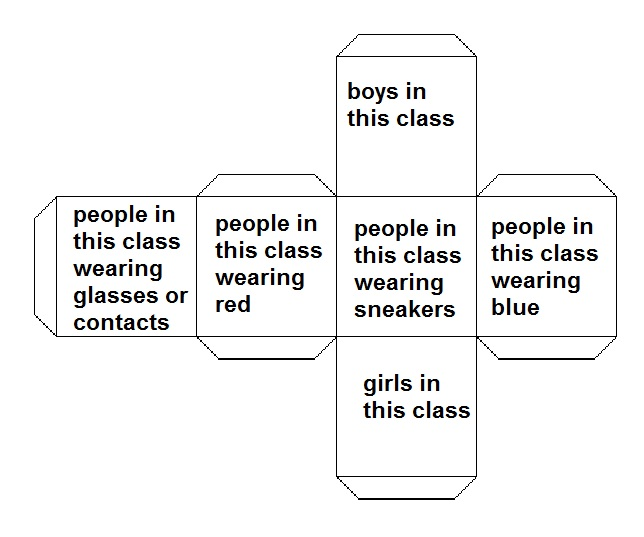 boys in
this class
people in
this class
wearing
glasses or
contacts
people in
this class
wearing
red
people in
this class
wearing
sneakers
people in
this class
wearing
blue
girls in
this class